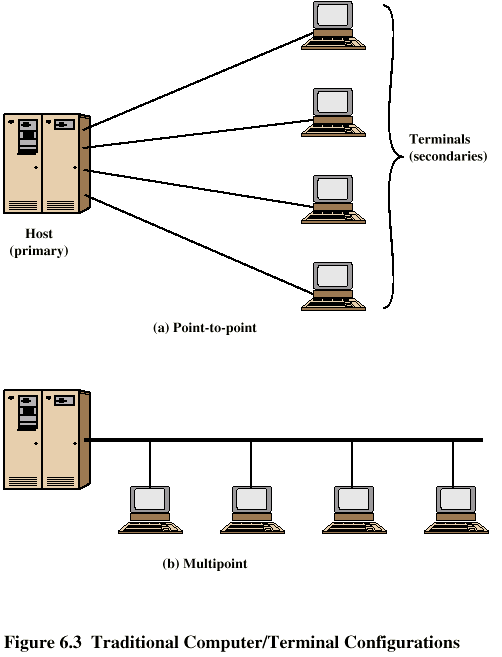 Terminals
(secondaries)
Host
(primary)
(a) Point-to-point
(b) Multipoint
Figure 6.3 Traditional Computer/Terminal Configurations